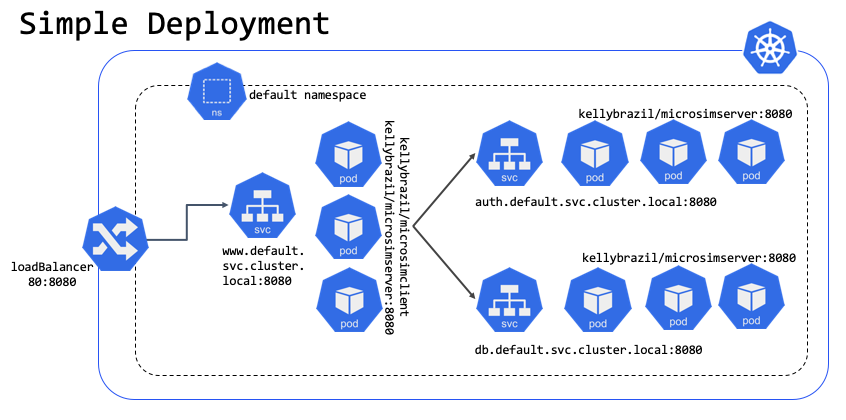 Simple Deployment
ns
default namespace
loadBalancer
80:8080
svc
www.default.
svc.cluster.
local:8080
pod
pod
pod
kellybrazil/microsimclient
kellybrazil/microsimserver:8080
kellybrazil/microsimserver:8080
svc
pod
pod
pod
auth.default.svc.cluster.local:8080
kellybrazil/microsimserver:8080
svc
pod
pod
pod
db.default.svc.cluster.local:8080